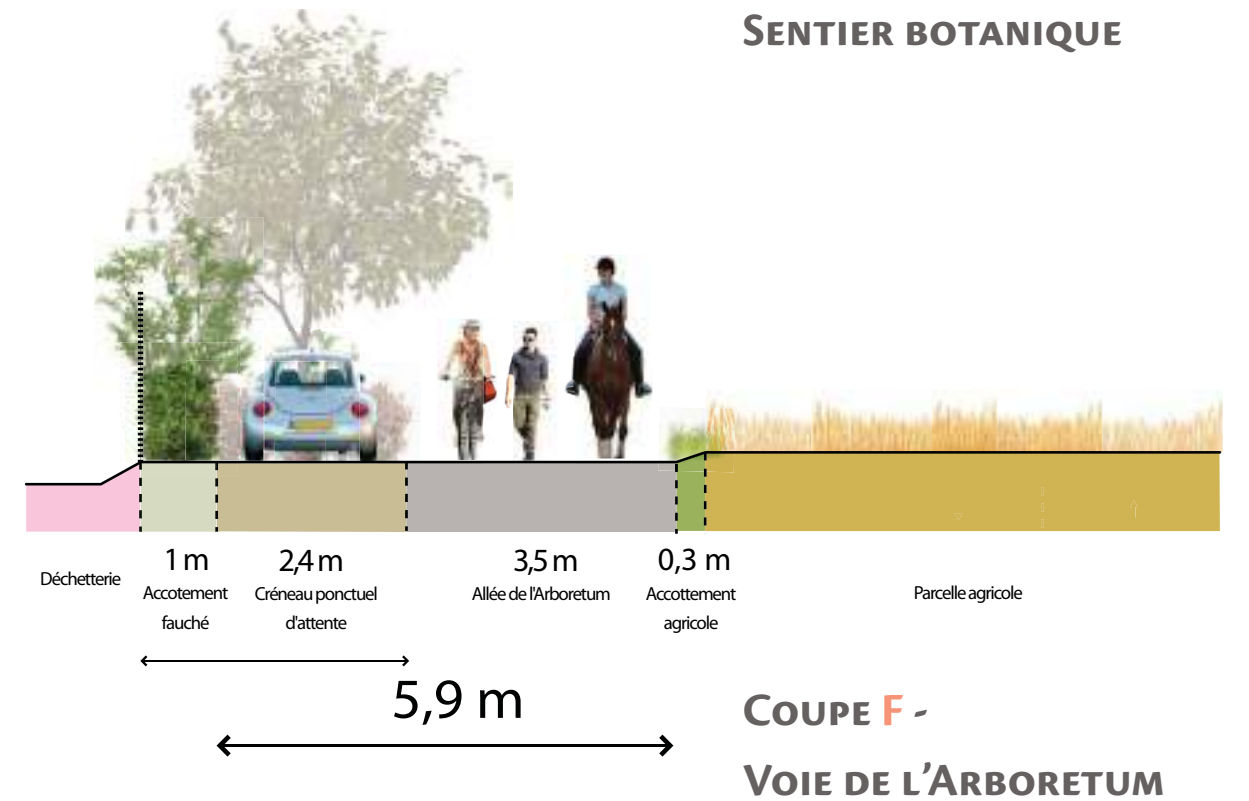 Sentier botanique
1 m
2,4 m
3,5 m
0,3 m
Déchetterie
Accotement
fauché
Créneau ponctuel
d'attente
Allée de l'Arboretum
Accottement
agricole
Parcelle agricole
5,9 m
Coupe F -
Voie de l'Arboretum